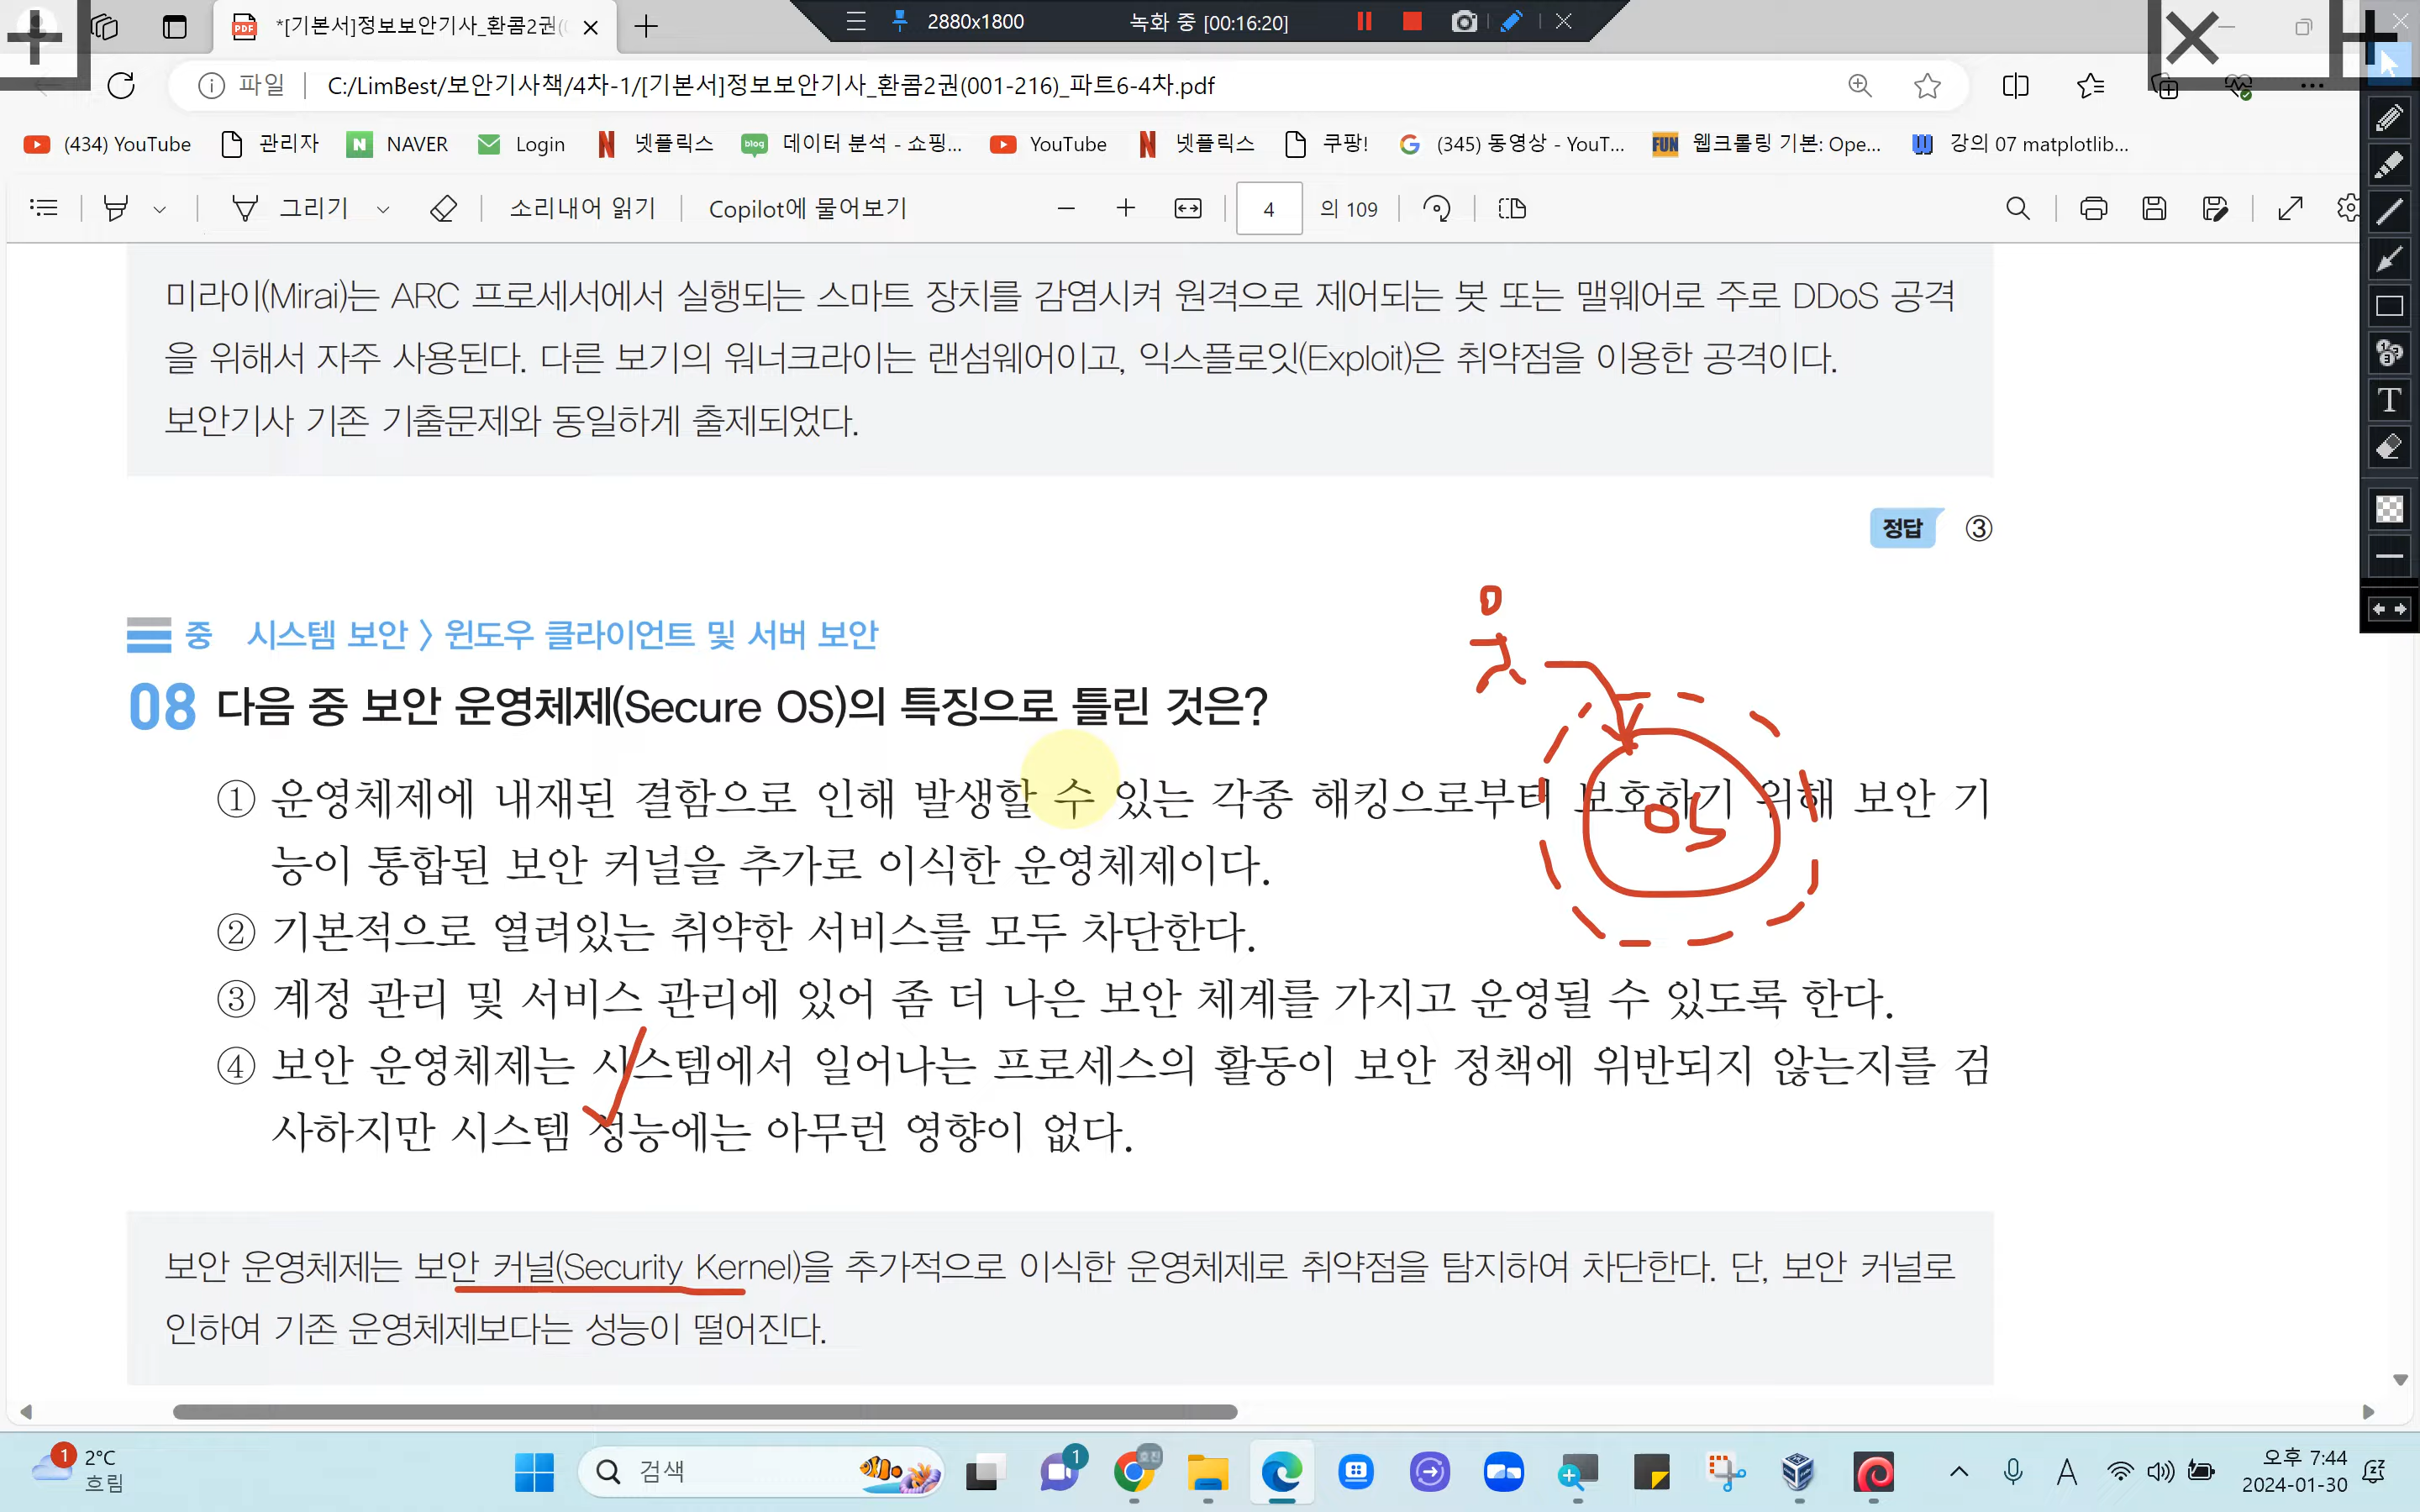 *[기본서]정보보안기사_환콤2권(
2880x1800
녹화 중 [00:16:20]
파일
C:/LimBest/보안기사책/4차-1/[기본서]정보보안기사_환콤2권(001-216)_파트6-4차.pdf
(434) YouTube
관리자
NAVER
Login
넷플릭스
데이터 분석 - 쇼핑...
YouTube
넷플릭스
쿠팡!
(345) 동영상 - YouT...
웹크롤링 기본: Ope...
강의 07 matplotlib...
그리기
소리내어 읽기
Copilot에 물어보기
4
의 109
미라이(Mirai)는 ARC 프로세서에서 실행되는 스마트 장치를 감염시켜 원격으로 제어되는 봇 또는 맬웨어로 주로 DDoS 공격
을 위해서 자주 사용된다. 다른 보기의 워너크라이는 랜섬웨어이고, 익스플로잇(Exploit)은 취약점을 이용한 공격이다.
보안기사 기존 기출문제와 동일하게 출제되었다.
정답 ③
중 시스템 보안 〉 윈도우 클라이언트 및 서버 보안
08 다음 중 보안 운영체제(Secure OS)의 특징으로 틀린 것은?
① 운영체제에 내재된 결함으로 인해 발생할 수 있는 각종 해킹으로부터 보호하기 위해 보안 기
능이 통합된 보안 커널을 추가로 이식한 운영체제이다.
OS
② 기본적으로 열려있는 취약한 서비스를 모두 차단한다.
③ 계정 관리 및 서비스 관리에 있어 좀 더 나은 보안 체계를 가지고 운영될 수 있도록 한다.
④ 보안 운영체제는 시스템에서 일어나는 프로세스의 활동이 보안 정책에 위반되지 않는지를 검
사하지만 시스템 성능에는 아무런 영향이 없다.
보안 운영체제는 보안 커널(Security Kernel)을 추가적으로 이식한 운영체제로 취약점을 탐지하여 차단한다. 단, 보안 커널로
인하여 기존 운영체제보다는 성능이 떨어진다.
1
2°C
흐림
검색
1
A
오후 7:44
2024-01-30